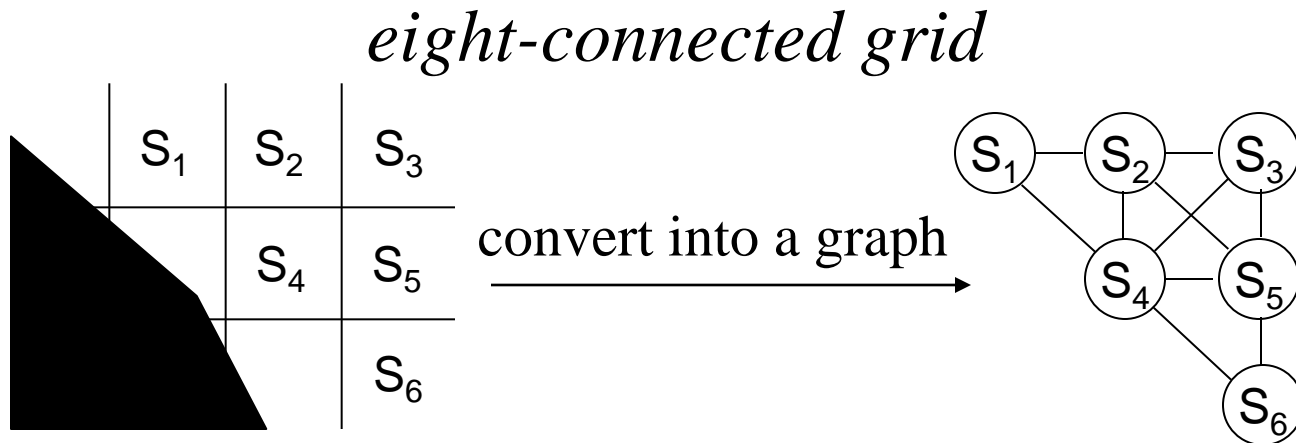 eight-connected grid
S₁ S₂ S₃
S₄ S₅
S₆
convert into a graph
S₁ S₂ S₃
S₄ S₅
S₆